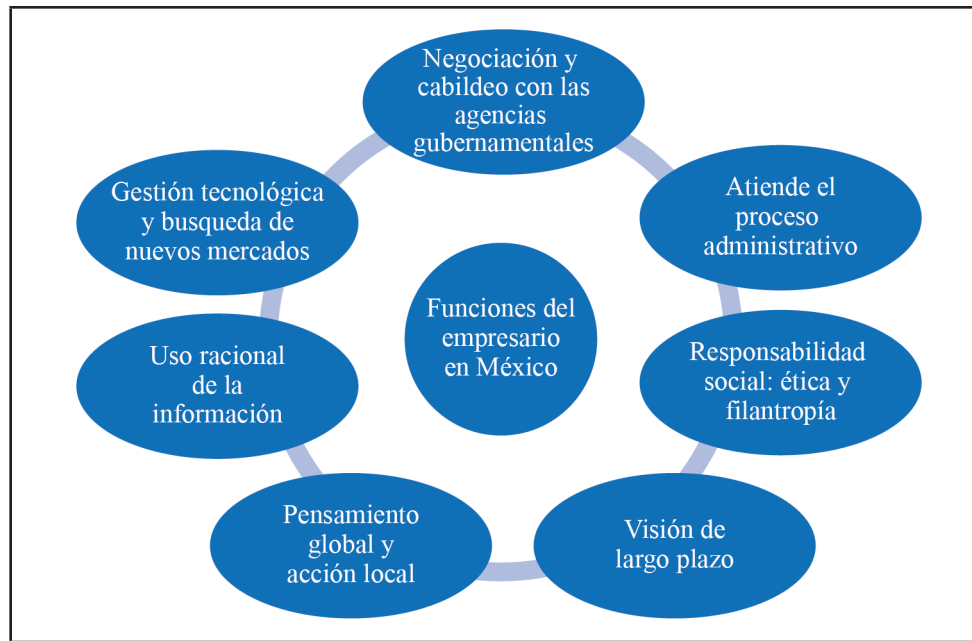 Negociación y
cabildeo con las
agencias
gubernamentales
Atiende el
proceso
administrativo
Responsabilidad
social: ética y
filantropía
Visión de
largo plazo
Pensamiento
global y
acción local
Uso racional
de la
información
Gestión tecnológica
y busqueda de
nuevos mercados
Funciones del
empresario
en México